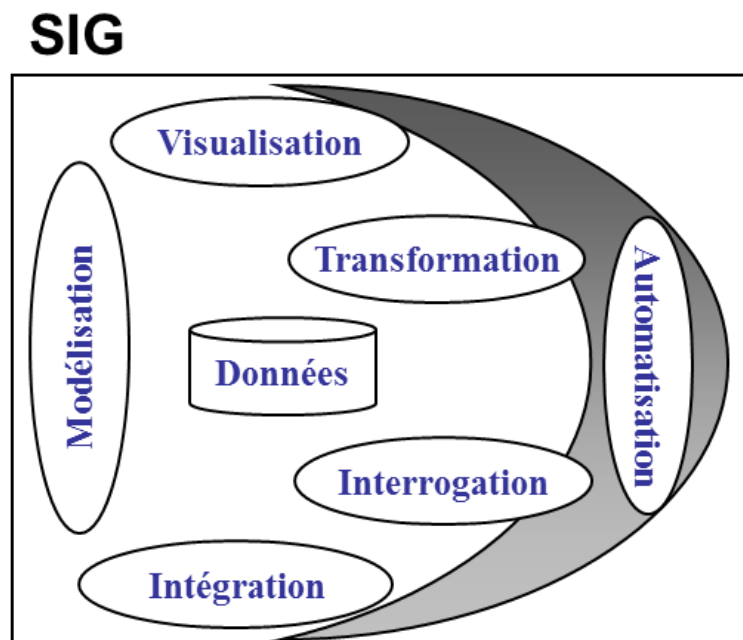 SIG
Visualisation
Modélisation
Transformation
Automatisation
Données
Interrogation
Intégration